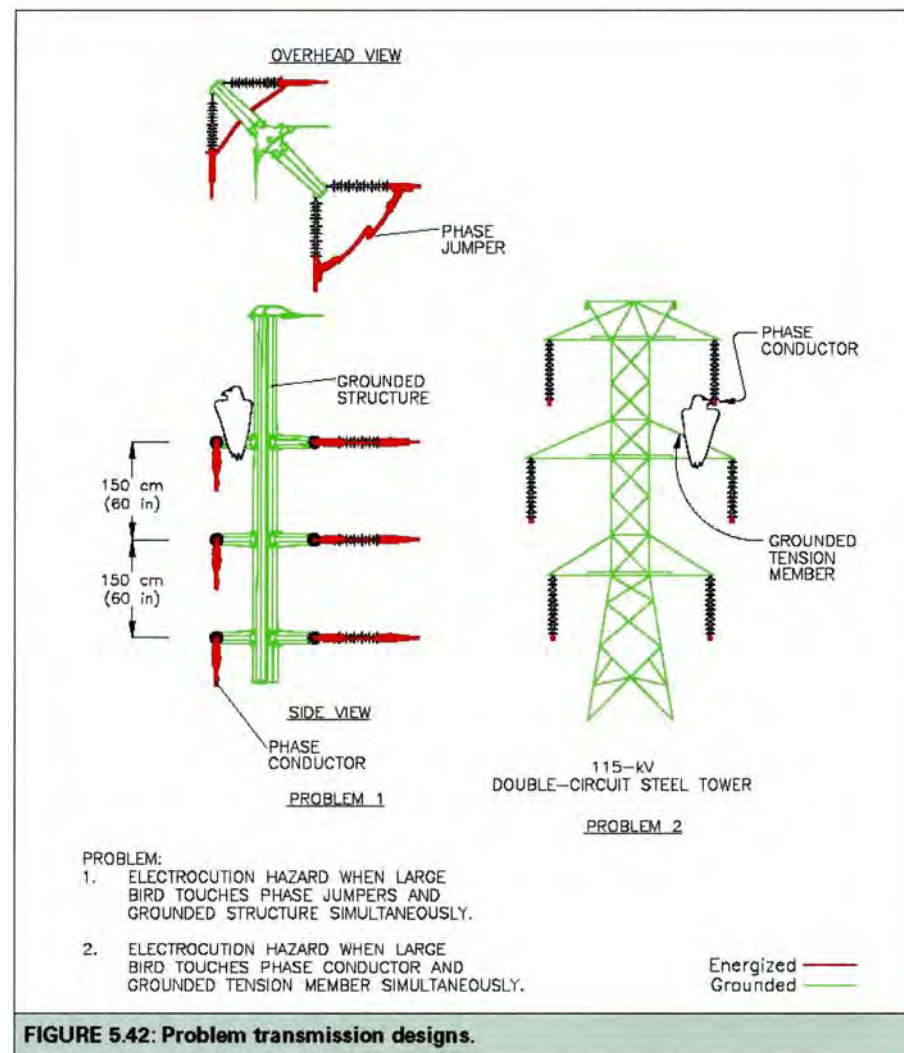 OVERHEAD VIEW
PHASE
JUMPER
GROUNDED
STRUCTURE
150 cm
(60 in)
150 cm
(60 in)
SIDE VIEW
PHASE
CONDUCTOR
PROBLEM 1
PHASE
CONDUCTOR
GROUNDED
TENSION
MEMBER
115-kV
DOUBLE-CIRCUIT STEEL TOWER
PROBLEM 2
PROBLEM:
1. ELECTROCUTION HAZARD WHEN LARGE
BIRD TOUCHES PHASE JUMPERS AND
GROUNDED STRUCTURE SIMULTANEOUSLY.
2. ELECTROCUTION HAZARD WHEN LARGE
BIRD TOUCHES PHASE CONDUCTOR AND
GROUNDED TENSION MEMBER SIMULTANEOUSLY.
Energized
Grounded
FIGURE 5.42: Problem transmission designs.